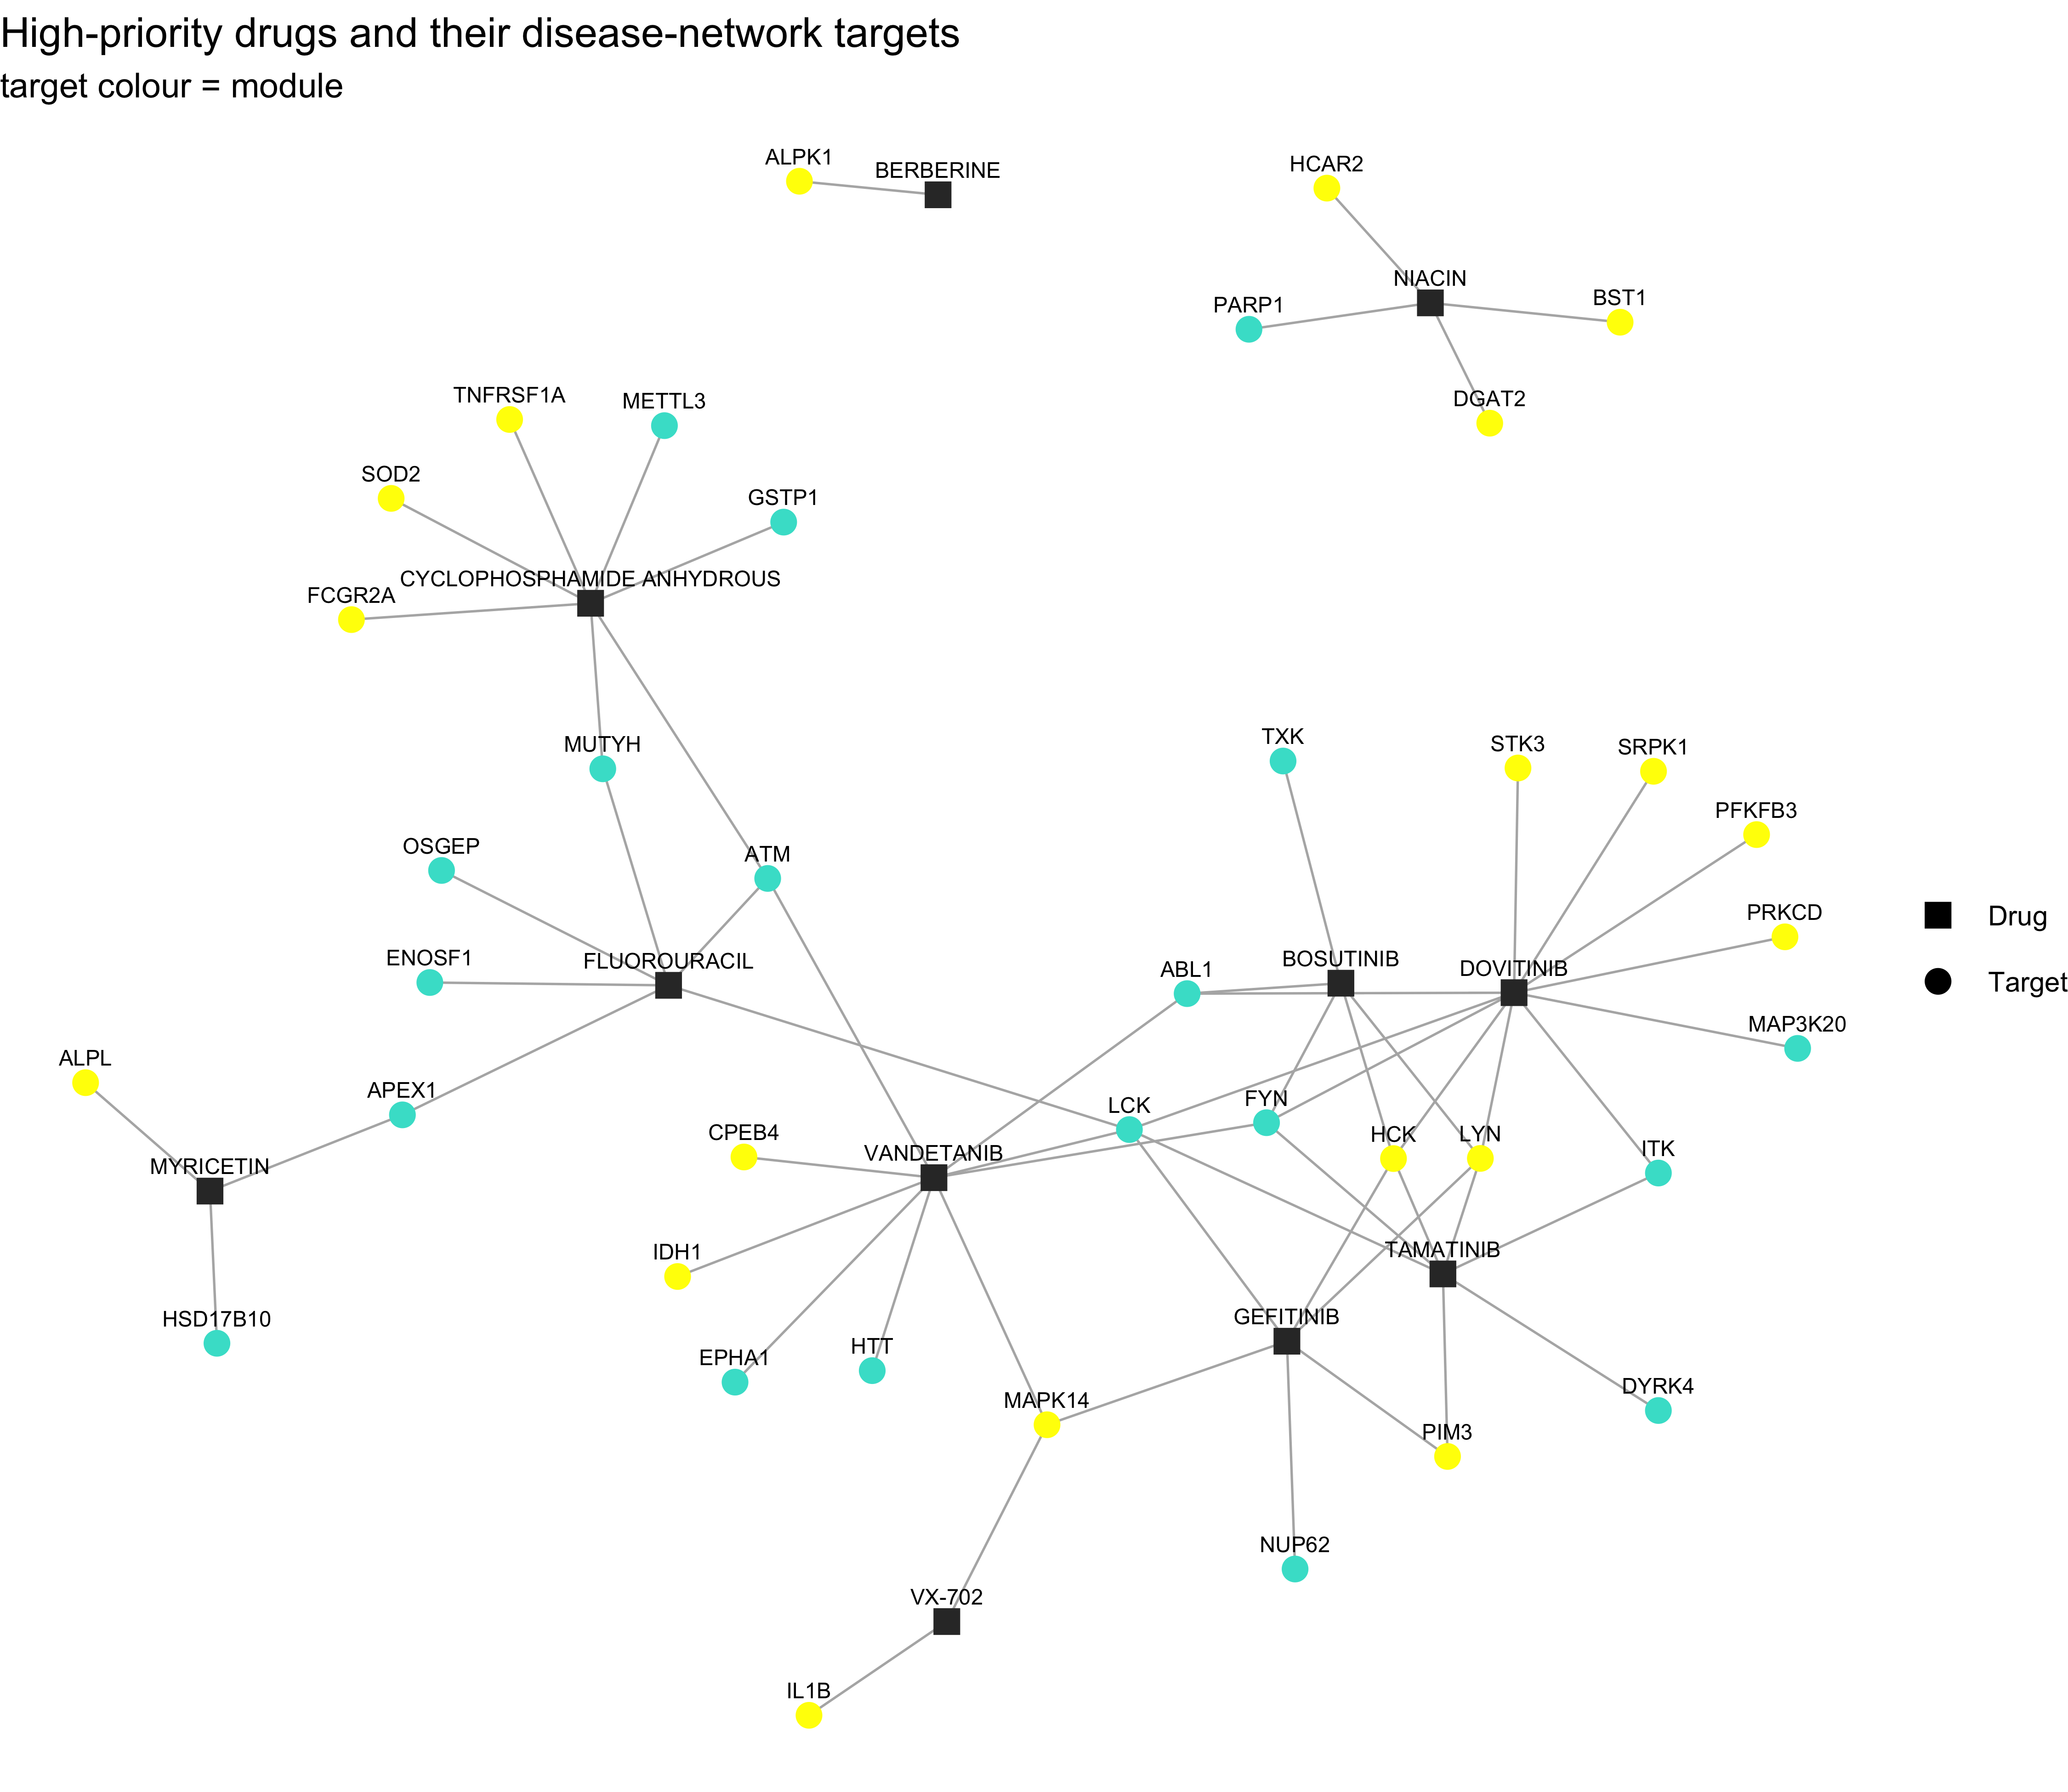 High-priority drugs and their disease-network targets
target colour = module
ALPK1
BERBERINE
HCAR2
NIACIN
PARP1
BST1
DGAT2
TNFRSF1A
METTL3
SOD2
GSTP1
CYCLOPHOSPHAMIDE ANHYDROUS
FCGR2A
MUTYH
TXK
STK3
SRPK1
PFKFB3
OSGEP
ATM
PRKCD
Drug
ENOSF1
FLUOROURACIL
ABL1
BOSUTINIB
DOVITINIB
Target
MAP3K20
ALPL
APEX1
LCK
FYN
CPEB4
VANDETANIB
HCK
LYN
ITK
MYRICETIN
IDH1
TAMATINIB
HSD17B10
GEFITINIB
EPHA1
HTT
DYRK4
MAPK14
PIM3
NUP62
VX-702
IL1B